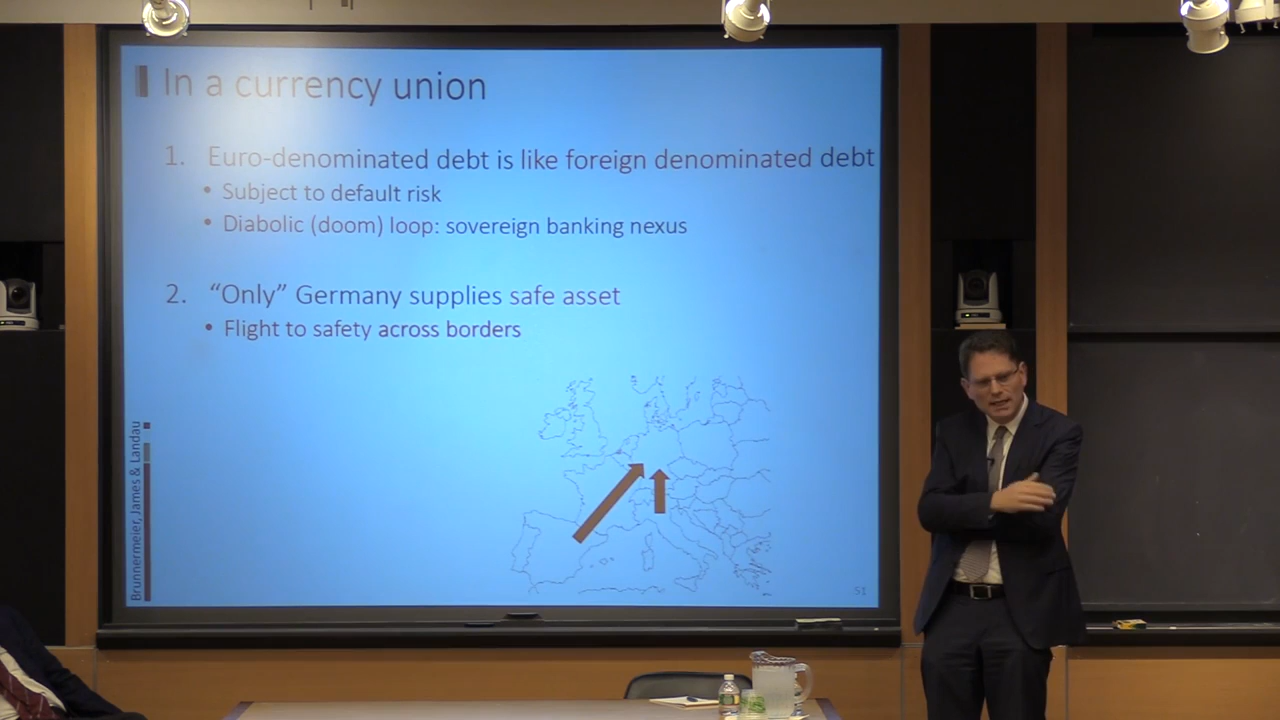 In a currency union
1. Euro-denominated debt is like foreign denominated debt
• Subject to default risk
• Diabolic (doom) loop: sovereign banking nexus
2. "Only" Germany supplies safe asset
• Flight to safety across borders
Brunnermeier, James & Landau
51